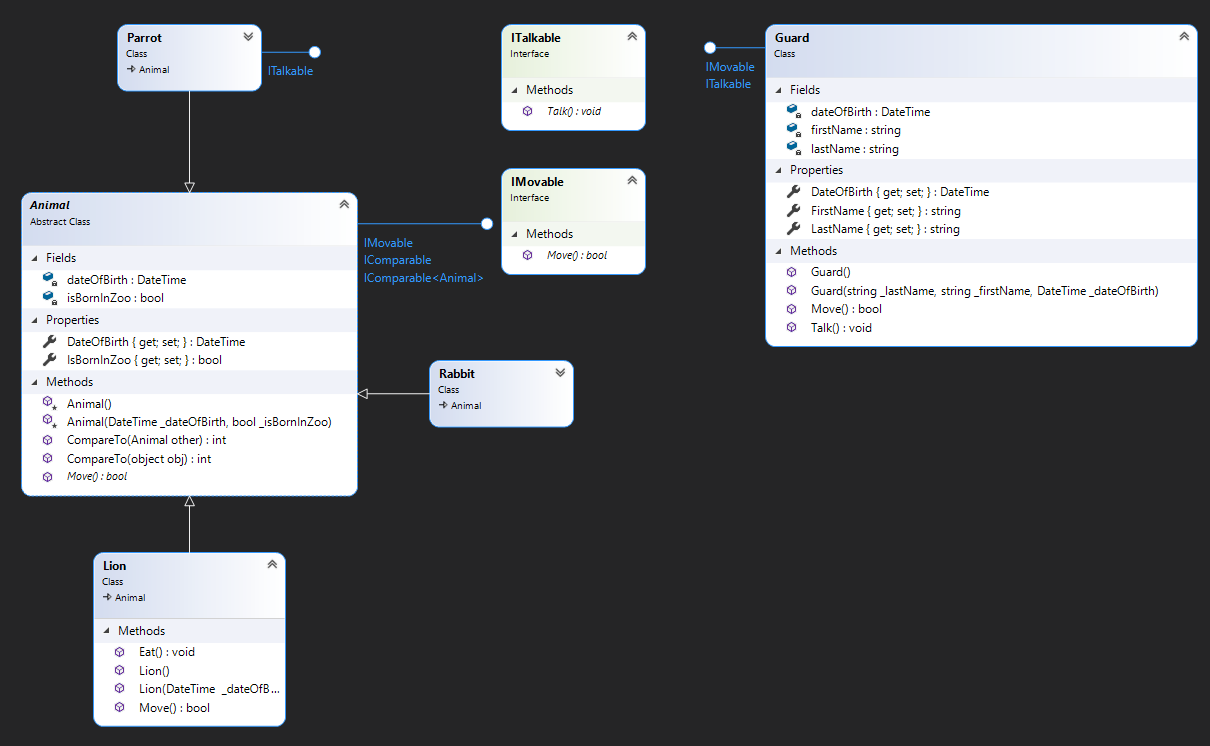 Parrot
Class
Animal
ITalkable
ITalkable
Interface
Methods
Talk() : void
IMovable
ITalkable
Guard
Class
Fields
dateOfBirth : DateTime
firstName : string
lastName : string
Properties
DateOfBirth { get; set; } : DateTime
FirstName { get; set; } : string
LastName { get; set; } : string
Methods
Guard()
Guard(string _lastName, string _firstName, DateTime _dateOfBirth)
Move() : bool
Talk() : void
Animal
Abstract Class
Fields
dateOfBirth : DateTime
isBornInZoo : bool
Properties
DateOfBirth { get; set; } : DateTime
IsBornInZoo { get; set; } : bool
Methods
Animal()
Animal(DateTime _dateOfBirth, bool _isBornInZoo)
CompareTo(Animal other) : int
CompareTo(object obj) : int
Move() : bool
IMovable
IComparable
IComparable<Animal>
IMovable
Interface
Methods
Move() : bool
Rabbit
Class
Animal
Lion
Class
Animal
Methods
Eat() : void
Lion()
Lion(DateTime _dateOfB...
Move() : bool